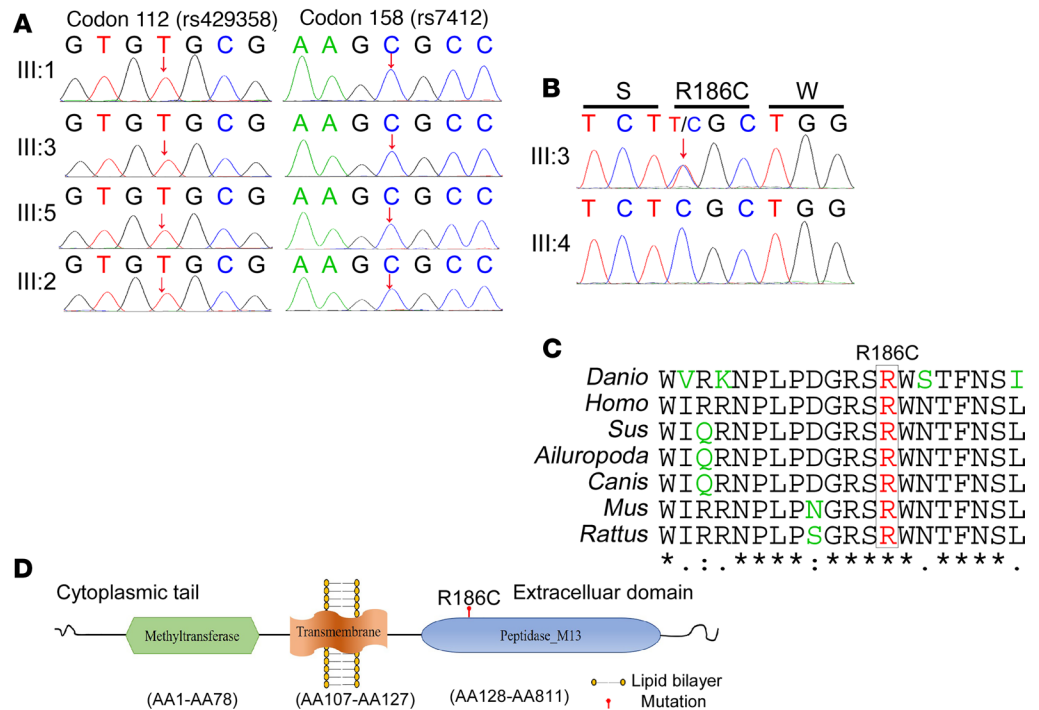 A
Codon 112 (rs429358) Codon 158 (rs7412)
G T G T G C G A A G C G C C
III:1
G T G T G C G A A G C G C C
III:3
G T G T G C G A A G C G C C
III:5
G T G T G C G A A G C G C C
III:2
B
S R186C W
T C T T/C G C T G G
III:3
T C T C G C T G G
III:4
C
R186C
Danio WVRKNPLPDGRSRWSTFNSI
Homo WIRRNPLPDGRSRWNTFNSL
Sus WIQRNPLPDGRSRWNTFNSL
Ailuropoda WIQRNPLPDGRSRWNTFNSL
Canis WIQRNPLPDGRSRWNTFNSL
Mus WIRRNPLPNGRSRWNTFNSL
Rattus WIRRNPLPSGRSRWNTFNSL
*.:.****:*****.****.
D
Cytoplasmic tail R186C Extracelluar domain
Methyltransferase Transmembrane Peptidase_M13
(AA1-AA78) (AA107-AA127) (AA128-AA811)
Lipid bilayer
Mutation